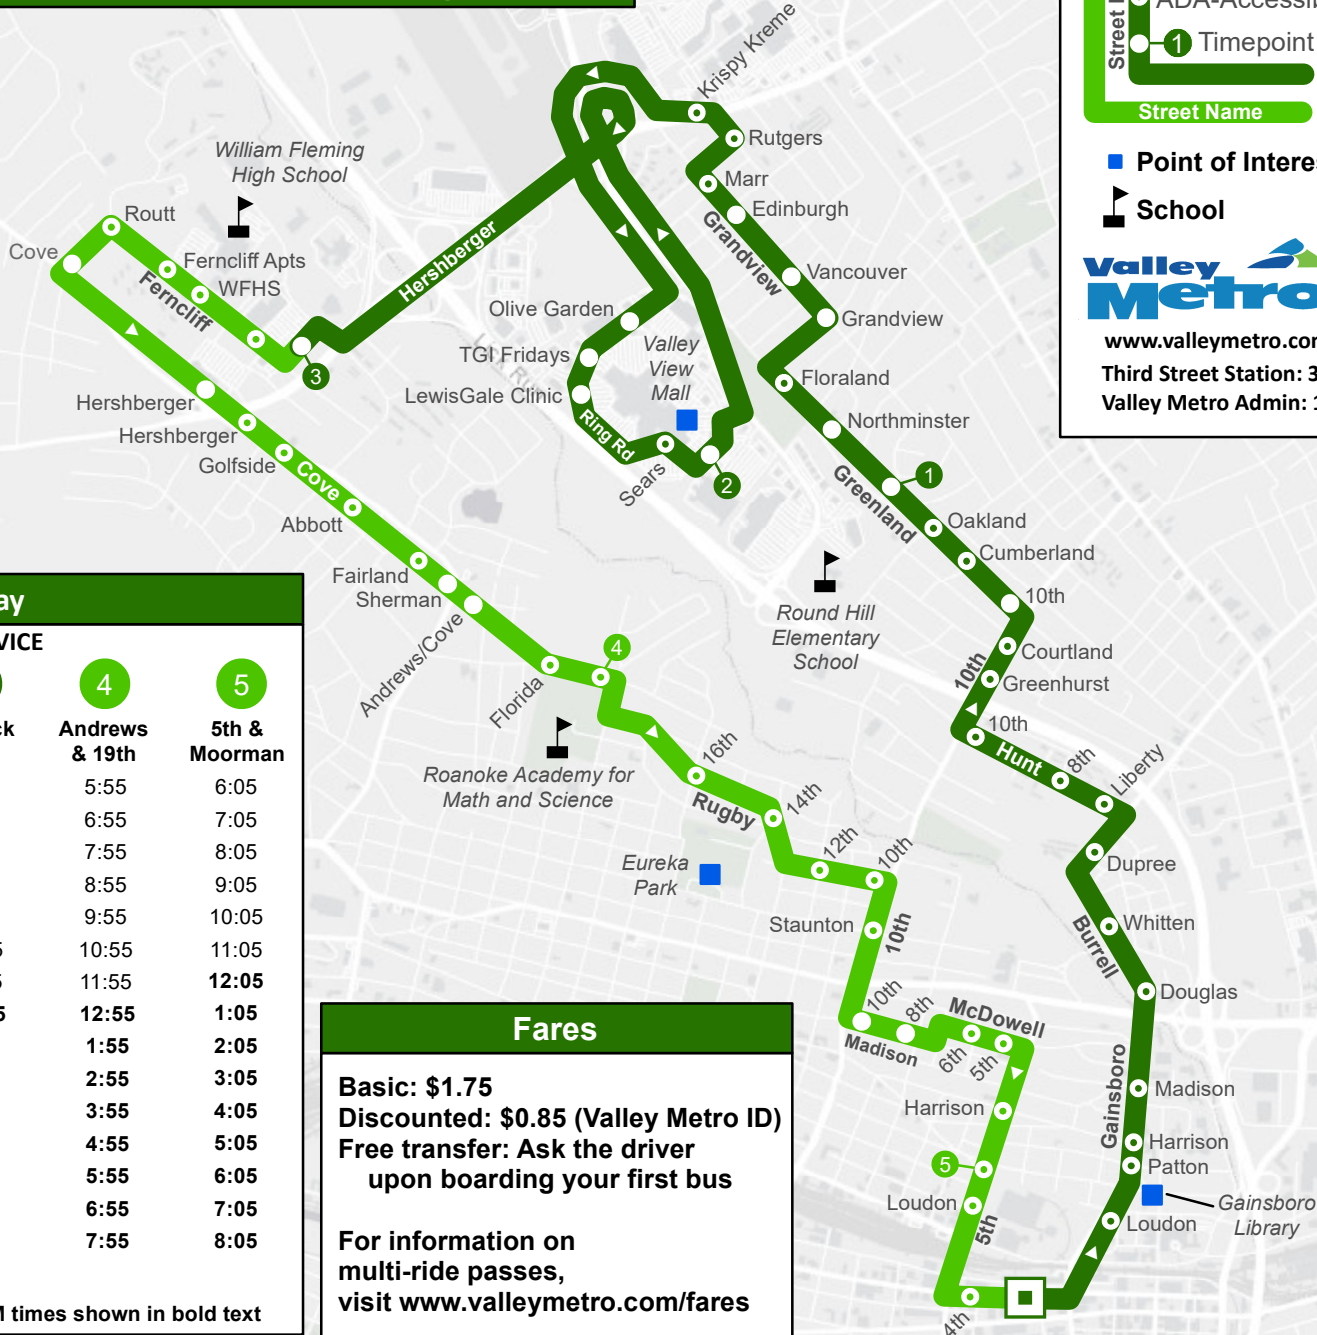 Krispy Kreme
Rutgers
Marr
Edinburgh
Grandview
Vancouver
Grandview
Floraland
Northminster
1
Greenland
Oakland
Cumberland
10th
Courtland
10th
Greenhurst
10th
Hunt
8th
Liberty
Dupree
Whitten
Burrell
Douglas
Gainsboro
Madison
Harrison
Patton
Gainsboro
Library
Loudon
William Fleming
High School
Routt
Cove
Ferncliff Apts
WFHS
Ferncliff
Hershberger
3
Olive Garden
TGI Fridays
LewisGale Clinic
Valley
View
Mall
Ring Rd
Sears
2
Hershberger
Hershberger
Golfside
Cove
Abbott
Fairland
Sherman
Andrews/Cove
Florida
4
Round Hill
Elementary
School
Roanoke Academy for
Math and Science
16th
Rugby
14th
12th
10th
Eureka
Park
Staunton
10th
10th
8th
Madison
McDowell
6th
5th
Harrison
5
Loudon
5th
4th
Street
1 Timepoint
Street Name
Point of Interes
School
Valley
Metro
www.valleymetro.co
Third Street Station: 3
Valley Metro Admin: 1
ay
VICE
4 5
ck Andrews 5th &
& 19th Moorman
5:55 6:05
6:55 7:05
7:55 8:05
8:55 9:05
9:55 10:05
5 10:55 11:05
5 11:55 12:05
5 12:55 1:05
1:55 2:05
2:55 3:05
3:55 4:05
4:55 5:05
5:55 6:05
6:55 7:05
7:55 8:05
M times shown in bold text
Fares
Basic: $1.75
Discounted: $0.85 (Valley Metro ID)
Free transfer: Ask the driver
upon boarding your first bus
For information on
multi-ride passes,
visit www.valleymetro.com/fares